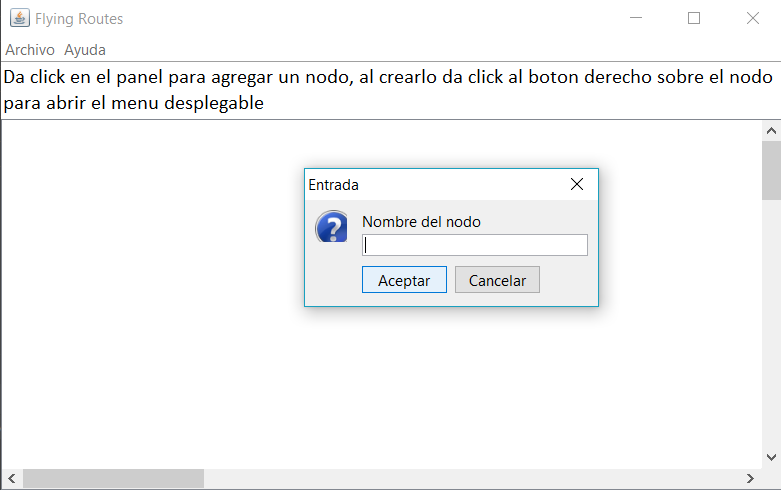 Flying Routes
Archivo Ayuda
Da click en el panel para agregar un nodo, al crearlo da click al boton derecho sobre el nodo
para abrir el menu desplegable
Entrada
Nombre del nodo
Aceptar Cancelar